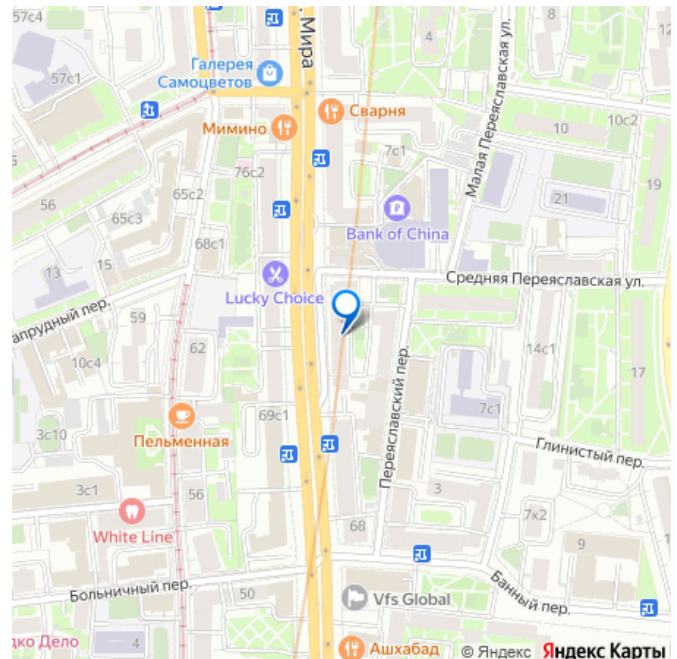 57с1
Мира
4
8
Малая Переяславская ул.
57с1
Галерея
Самоцветов
Сварня
Мимино
10
10с2
76с2
7с1
65с2
19
56
65с3
21
Bank of China
68с1
15
13
Lucky Choice
Средняя Переяславская ул.
апрудный пер.
59
62
10с4
Переяславский пер.
14с1
17
69с1
7с1
3с10
Пельменная
Глинистый пер.
3с1
56
3
68
7к2
White Line
9
Больничный пер.
50
Vfs Global
Банный пер.
дко Дело
4
Ашхабад
© Яндекс Яндекс Карты